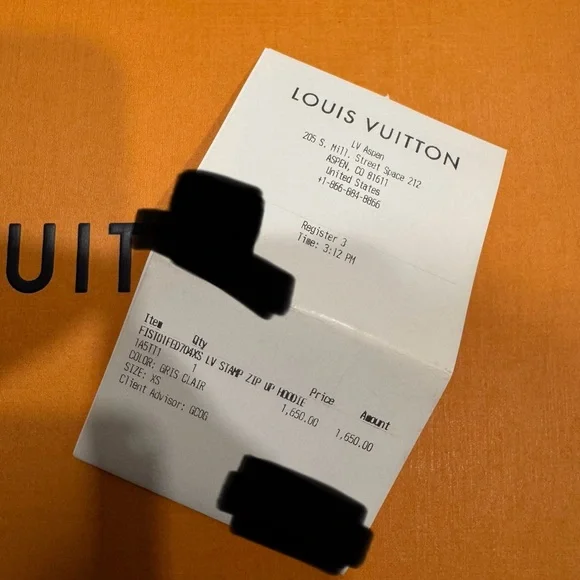 LOUIS VUITTON
LV Aspen
205 S. Mill, Street Space 212
ASPEN, CO 81611
United States
+1-866-884-8866
Register 3
Time: 3:12 PM
UIT
Item Qty Price Amount
F1SI01FED704XS LV STAMP ZIP UP HOODIE
1A5TT1 1 1,650.00 1,650.00
COLOR: GRIS CLAIR
SIZE: XS
Client Advisor: GCOG